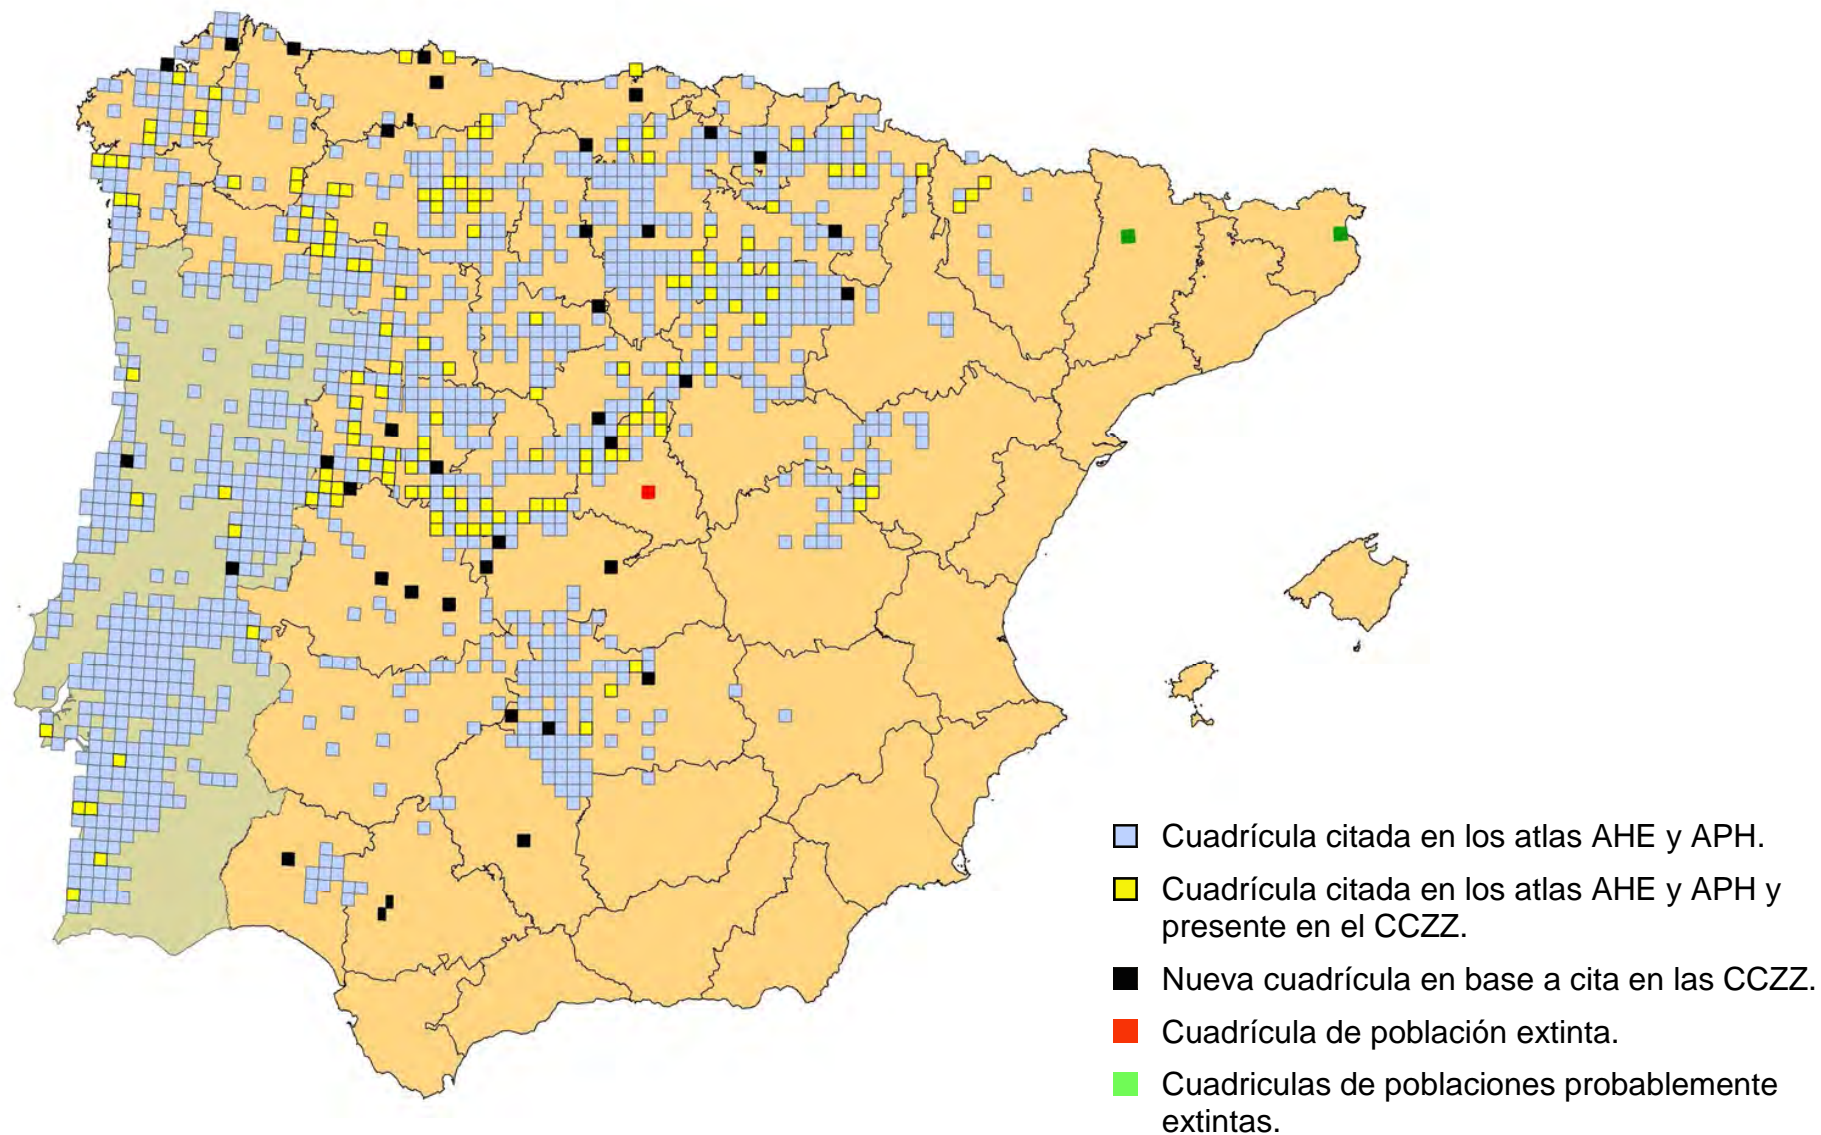 Cuadrícula citada en los atlas AHE y APH.
Cuadrícula citada en los atlas AHE y APH y
presente en el CCZZ.
Nueva cuadrícula en base a cita en las CCZZ.
Cuadrícula de población extinta.
Cuadriculas de poblaciones probablemente
extintas.